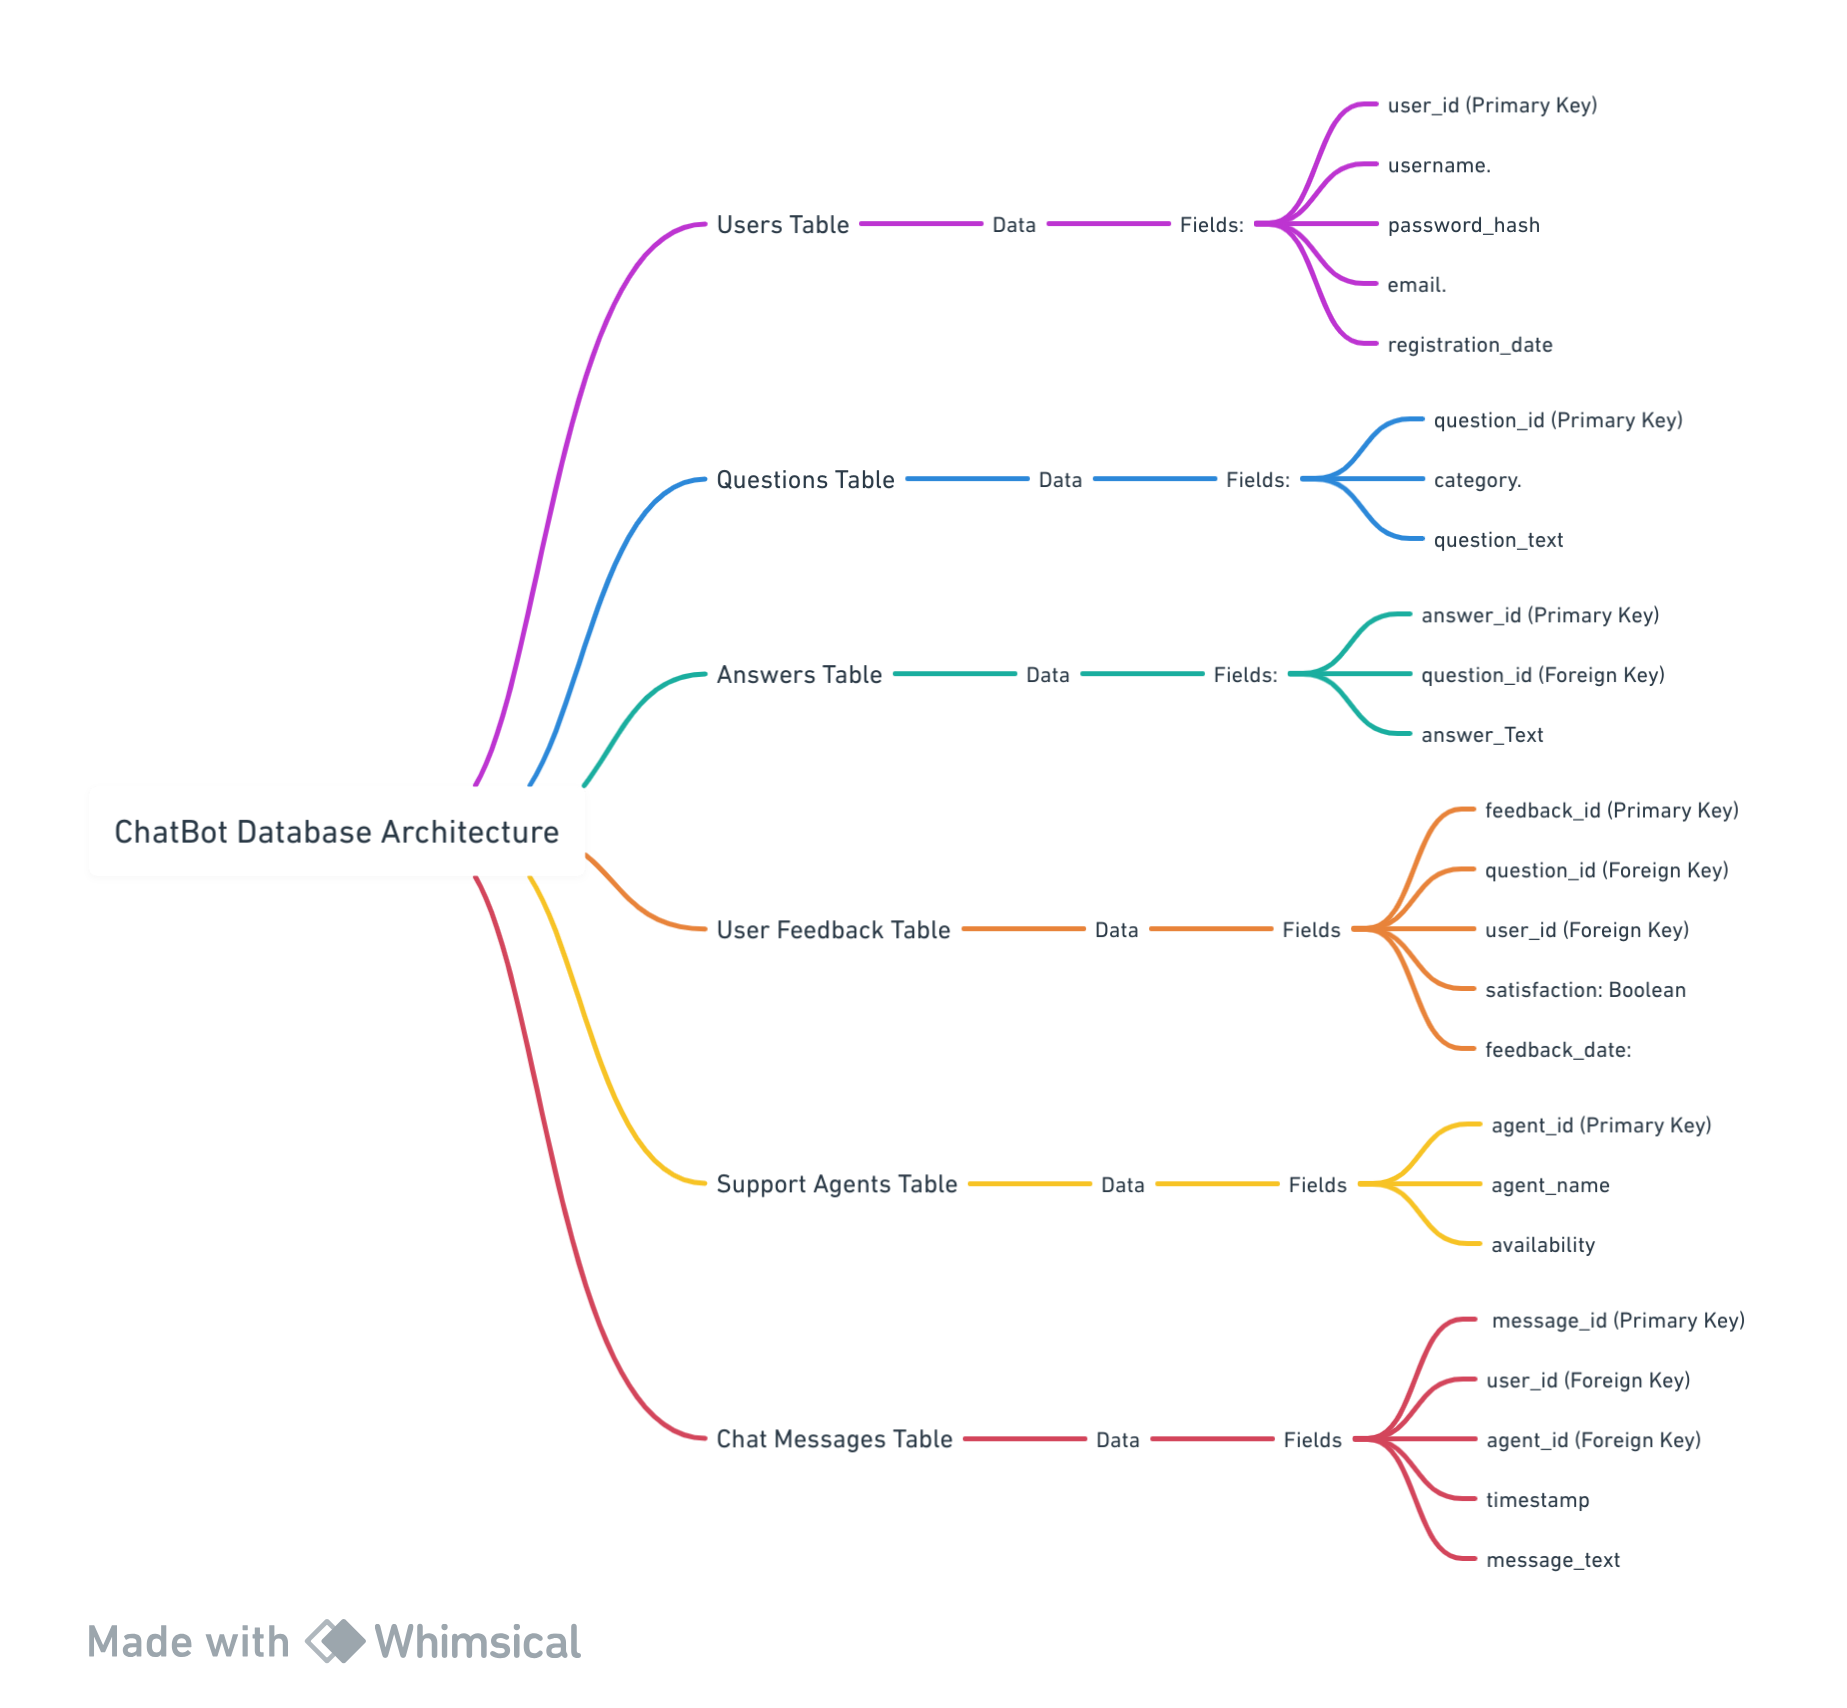 user_id (Primary Key)
username.
Users Table Data Fields: password_hash
email.
registration_date
question_id (Primary Key)
Questions Table Data Fields: category.
question_text
answer_id (Primary Key)
Answers Table Data Fields: question_id (Foreign Key)
answer_Text
ChatBot Database Architecture
feedback_id (Primary Key)
question_id (Foreign Key)
User Feedback Table Data Fields user_id (Foreign Key)
satisfaction: Boolean
feedback_date:
agent_id (Primary Key)
Support Agents Table Data Fields agent_name
availability
message_id (Primary Key)
user_id (Foreign Key)
Chat Messages Table Data Fields agent_id (Foreign Key)
timestamp
message_text
Made with Whimsical